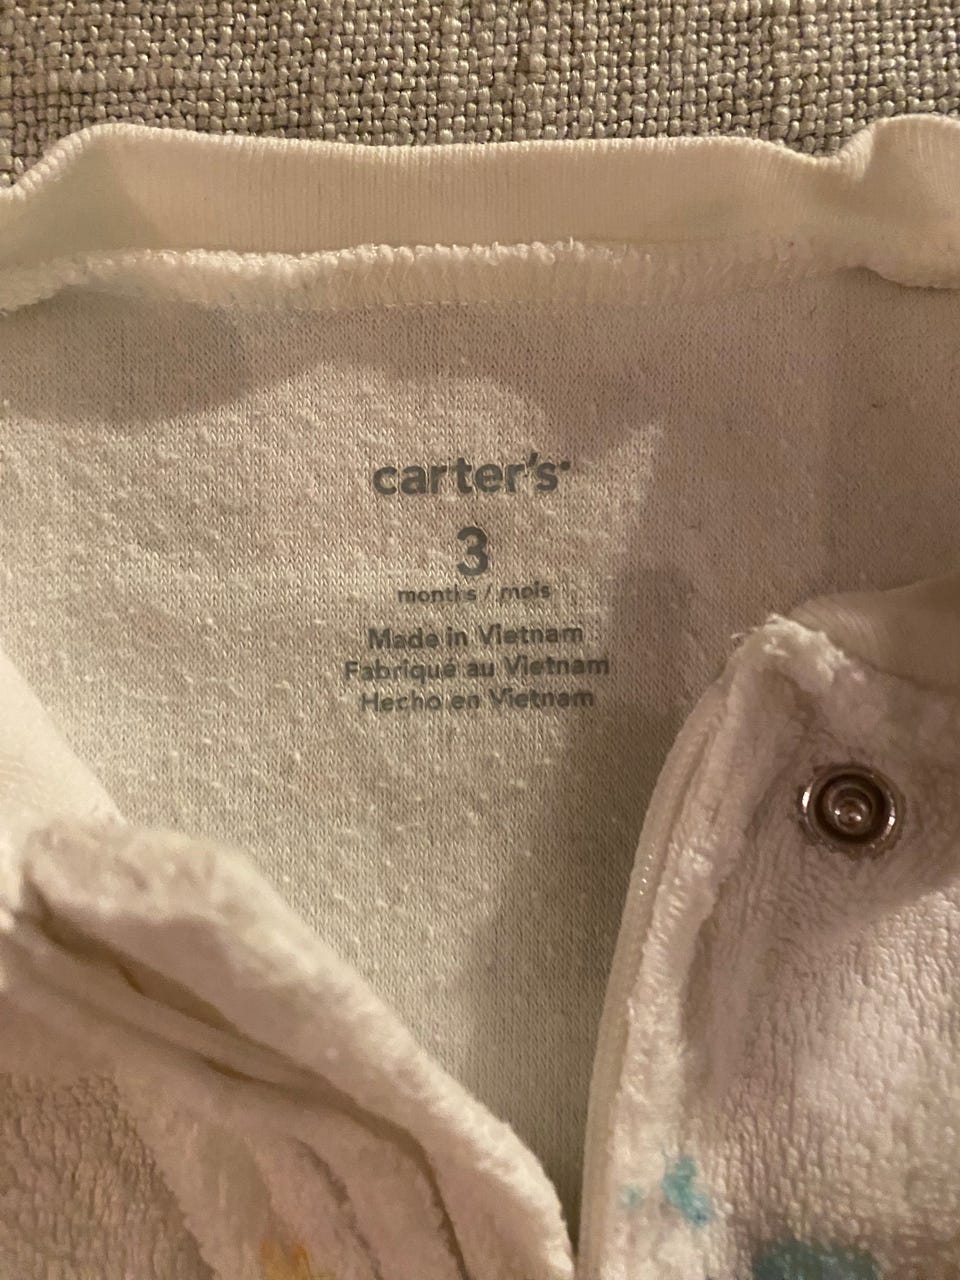 carter's
3
months / mois
Made in Vietnam
Fabriqué au Vietnam
Hecho en Vietnam